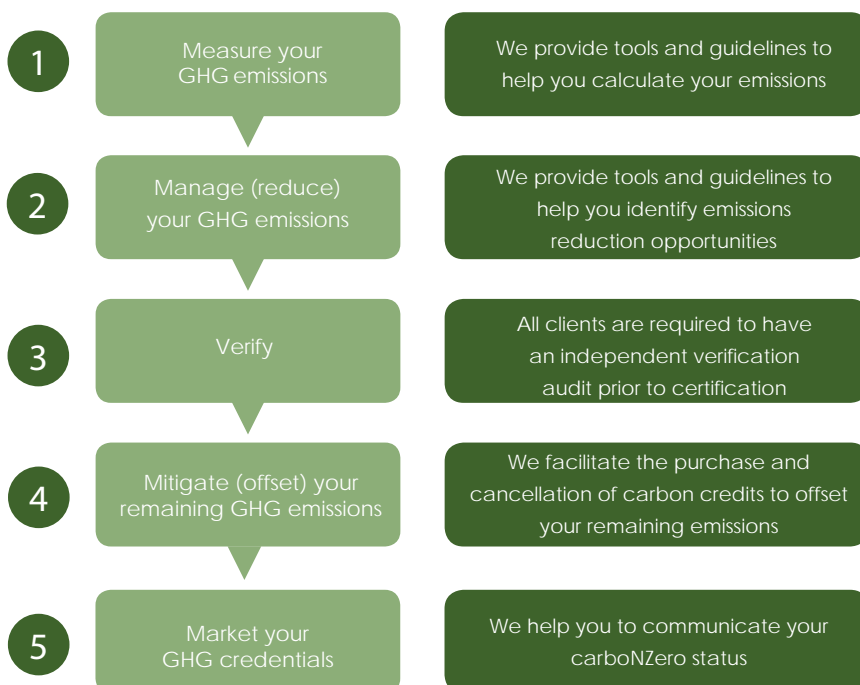 1
Measure your
GHG emissions
We provide tools and guidelines to
help you calculate your emissions
2
Manage (reduce)
your GHG emissions
We provide tools and guidelines to
help you identify emissions
reduction opportunities
3
Verify
All clients are required to have
an independent verification
audit prior to certification
4
Mitigate (offset) your
remaining GHG emissions
We facilitate the purchase and
cancellation of carbon credits to offset
your remaining emissions
5
Market your
GHG credentials
We help you to communicate your
carboNZero status